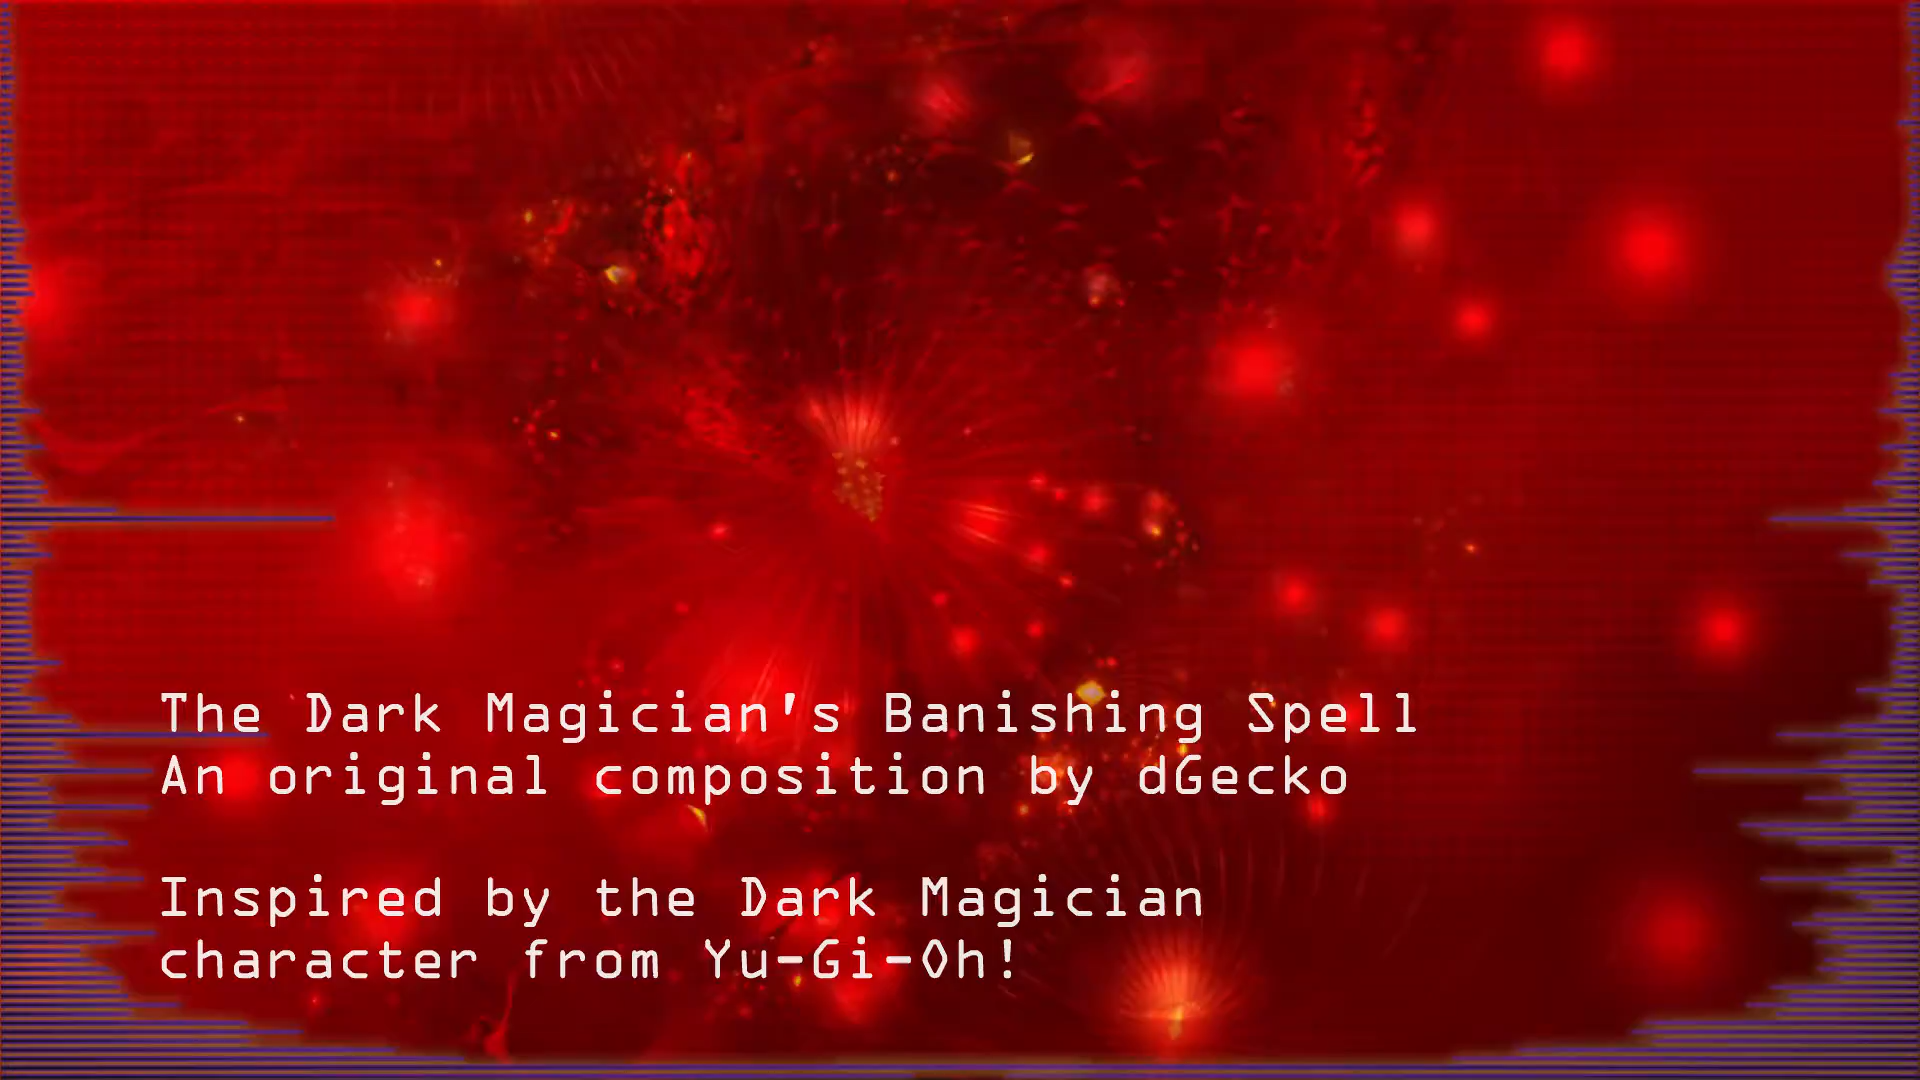 The Dark Magician's Banishing Spell
An original composition by dGecko
Inspired by the Dark Magician
character from Yu-Gi-Oh!